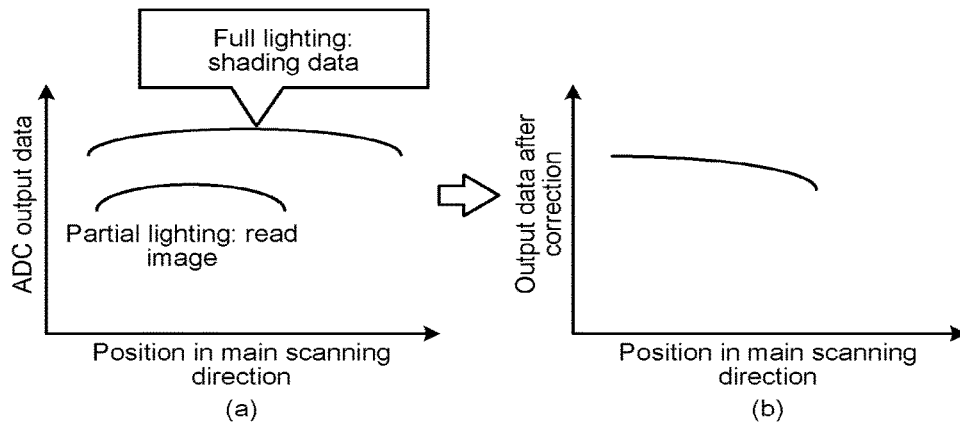 Full lighting:
shading data
ADC output data
Partial lighting: read
image
Position in main scanning
direction
(a)
Output data after
correction
Position in main scanning
direction
(b)